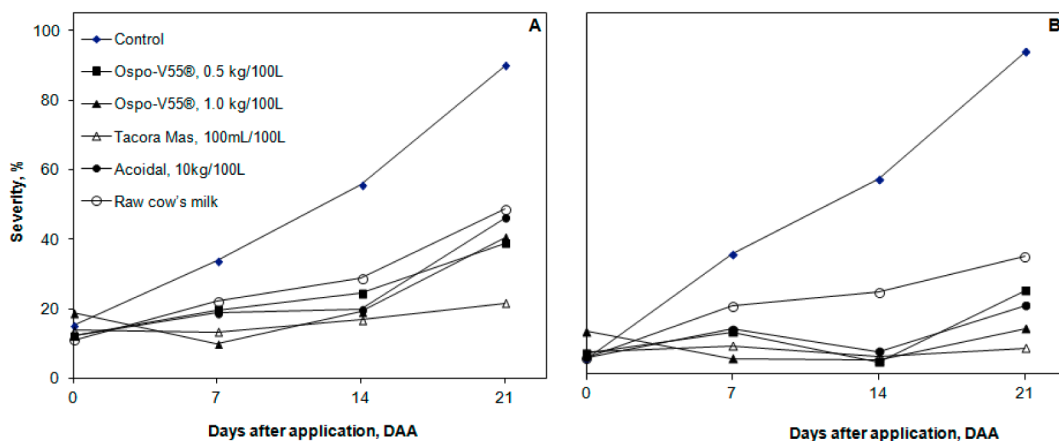 100
80
60
40
20
0
Severity, %
A
Control
Ospo-V55®, 0.5 kg/100L
Ospo-V55®, 1.0 kg/100L
Tacora Mas, 100mL/100L
Acoidal, 10kg/100L
Raw cow's milk
0 7 14 21
Days after application, DAA
B
0 7 14 21
Days after application, DAA